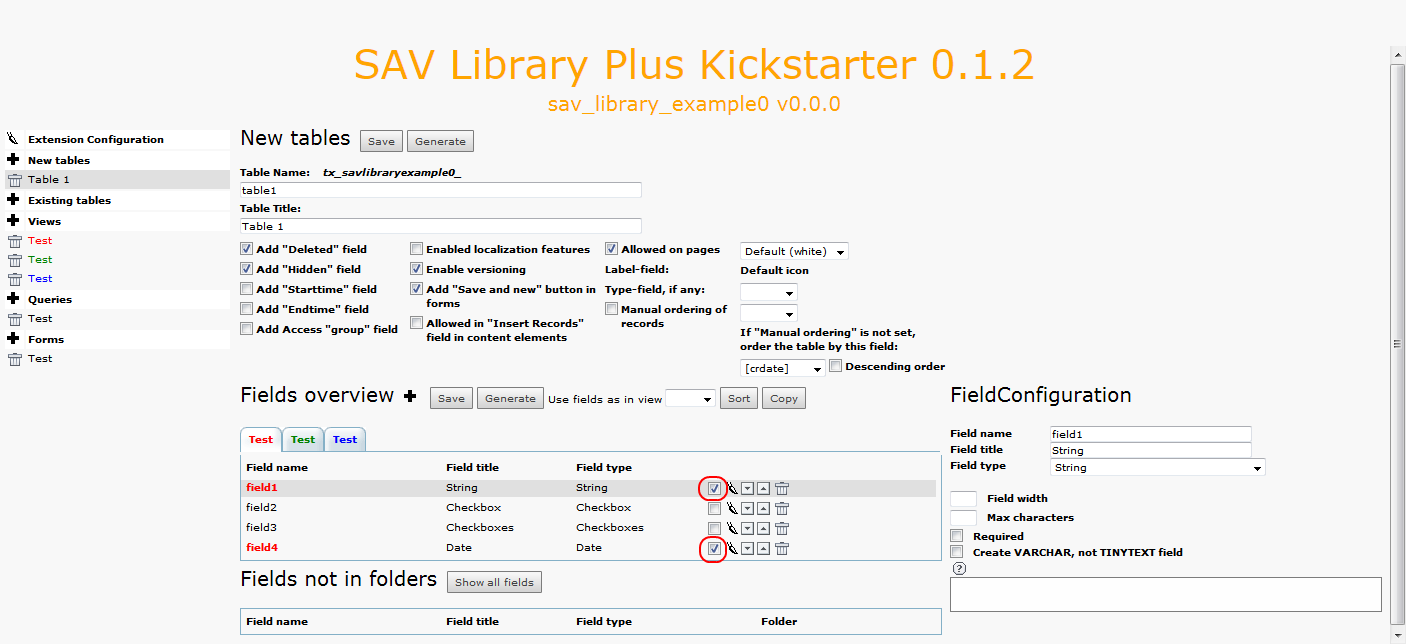 SAV Library Plus Kickstarter 0.1.2
sav_library_example0 v0.0.0
Extension Configuration
New tables
Table 1
Existing tables
Views
Test
Test
Test
Queries
Test
Forms
Test
New tables Save Generate
Table Name: tx_savlibraryexample0_
table1
Table Title:
Table 1
Add "Deleted" field
Add "Hidden" field
Add "Starttime" field
Add "Endtime" field
Add Access "group" field
Enabled localization features
Enable versioning
Add "Save and new" button in
forms
Allowed in "Insert Records"
field in content elements
Allowed on pages
Label-field:
Type-field, if any:
Manual ordering of
records
Default (white)
Default icon
If "Manual ordering" is not set,
order the table by this field:
[crdate] Descending order
Fields overview Save Generate Use fields as in view Sort Copy
Test Test Test
Field name Field title Field type
field1 String String
field2 Checkbox Checkbox
field3 Checkboxes Checkboxes
field4 Date Date
Fields not in folders Show all fields
Field name Field title Field type Folder
FieldConfiguration
Field name field1
Field title String
Field type String
Field width
Max characters
Required
Create VARCHAR, not TINYTEXT field
?